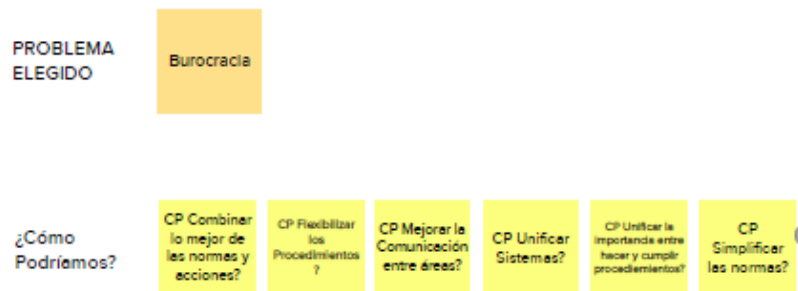 PROBLEMA
ELEGIDO
Burocracia
¿Cómo
Podríamos?
CP Combinar
lo mejor de
las normas y
acciones?
CP Flexibilizar
los
Procedimientos
?
CP Mejorar la
Comunicación
entre áreas?
CP Unificar
Sistemas?
CP Unificar la
importancia entre
hacer y cumplir
procediemientos?
CP
Simplificar
las normas?